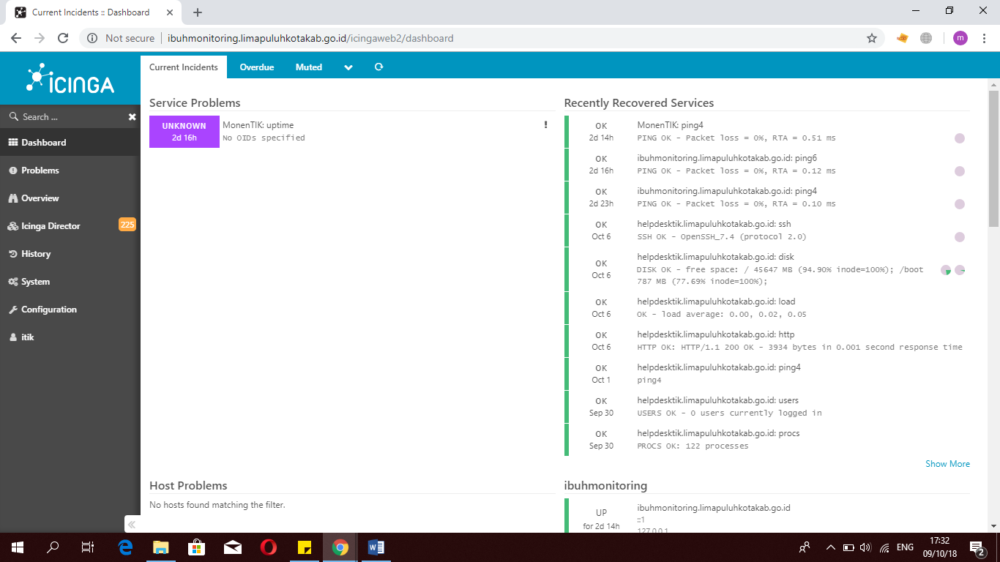 Current Incidents :: Dashboard
Not secure
ibuhmonitoring.limapuluhkotakab.go.id/icingaweb2/dashboard
m
ICINGA
Current Incidents
Overdue
Muted
Search ...
Dashboard
Problems
Overview
Icinga Director
225
History
System
Configuration
itik
Service Problems
UNKNOWN
2d 16h
MonenTIK: uptime
No OIDs specified
!
Host Problems
No hosts found matching the filter.
Recently Recovered Services
OK
2d 14h
MonenTIK: ping4
PING OK - Packet loss = 0%, RTA = 0.51 ms
OK
2d 16h
ibuhmonitoring.limapuluhkotakab.go.id: ping6
PING OK - Packet loss = 0%, RTA = 0.12 ms
OK
2d 23h
ibuhmonitoring.limapuluhkotakab.go.id: ping4
PING OK - Packet loss = 0%, RTA = 0.10 ms
OK
Oct 6
helpdesktik.limapuluhkotakab.go.id: ssh
SSH OK - OpenSSH_7.4 (protocol 2.0)
OK
Oct 6
helpdesktik.limapuluhkotakab.go.id: disk
DISK OK - free space: / 45647 MB (94.90% inode=100%); /boot
787 MB (77.69% inode=100%);
OK
Oct 6
helpdesktik.limapuluhkotakab.go.id: load
OK - load average: 0.00, 0.02, 0.05
OK
Oct 6
helpdesktik.limapuluhkotakab.go.id: http
HTTP OK: HTTP/1.1 200 OK - 3934 bytes in 0.001 second response time
OK
Oct 1
helpdesktik.limapuluhkotakab.go.id: ping4
ping4
OK
Sep 30
helpdesktik.limapuluhkotakab.go.id: users
USERS OK - 0 users currently logged in
OK
Sep 30
helpdesktik.limapuluhkotakab.go.id: procs
PROCS OK: 122 processes
Show More
ibuhmonitoring
UP
for 2d 14h
ibuhmonitoring.limapuluhkotakab.go.id
::1
127.0.0.1
ENG
17:32
09/10/18
2